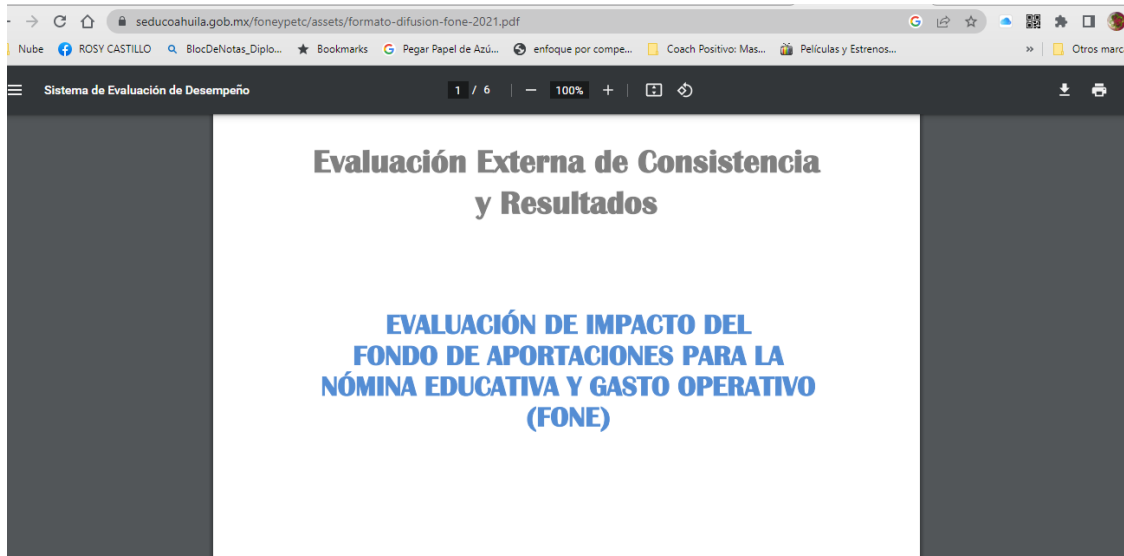 seducoahuila.gob.mx/foneypetc/assets/formato-difusion-fone-2021.pdf
Nube ROSY CASTILLO BlocDeNotas_Diplo... Bookmarks Pegar Papel de Azú... enfoque por compe... Coach Positivo: Mas... Películas y Estrenos... » Otros marc
Sistema de Evaluación de Desempeño 1 / 6 | − 100% + |
Evaluación Externa de Consistencia
y Resultados
EVALUACIÓN DE IMPACTO DEL
FONDO DE APORTACIONES PARA LA
NÓMINA EDUCATIVA Y GASTO OPERATIVO
(FONE)